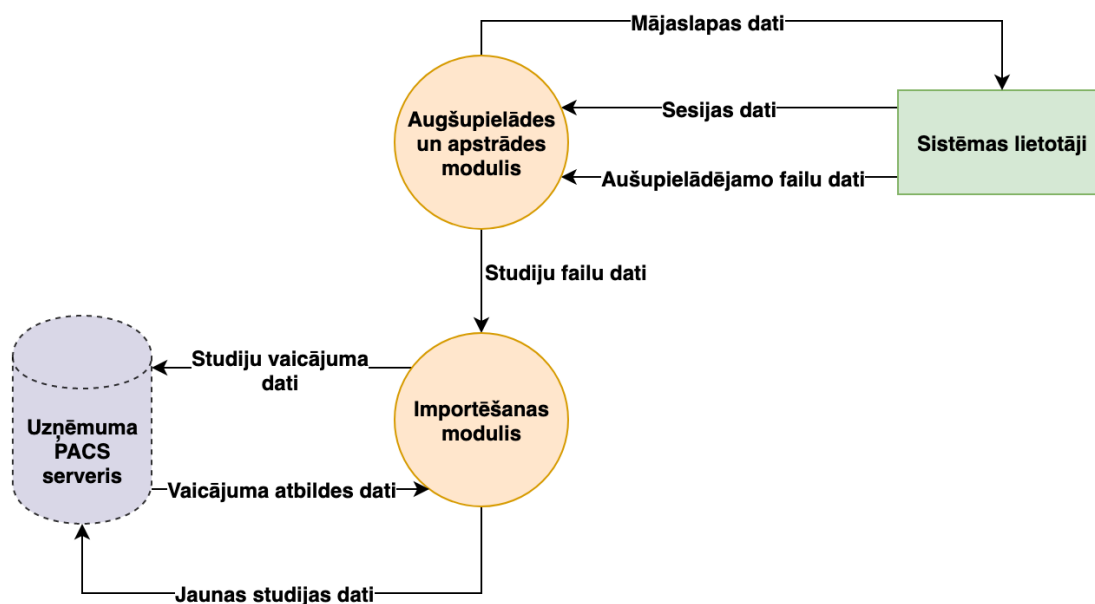 Mājaslapas dati
Augšupielādes
un apstrādes
modulis
Sesijas dati
Sistēmas lietotāji
Aušupielādējamo failu dati
Studiju failu dati
Studiju vaicājuma
dati
Uzņēmuma
PACS
serveris
Importēšanas
modulis
Vaicājuma atbildes dati
Jaunas studijas dati